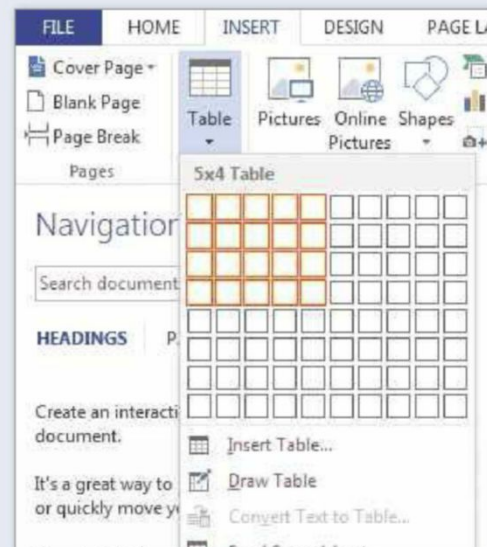 FILE HOME INSERT DESIGN PAGE
Cover Page
Blank Page
Page Break
Pages
Table
Pictures
Online Pictures
Shapes
5x4 Table
Navigation
Search document
HEADINGS
Create an
document.
It's a great way to
or quickly move
Insert Table...
Draw Table
Convert Text to Table...